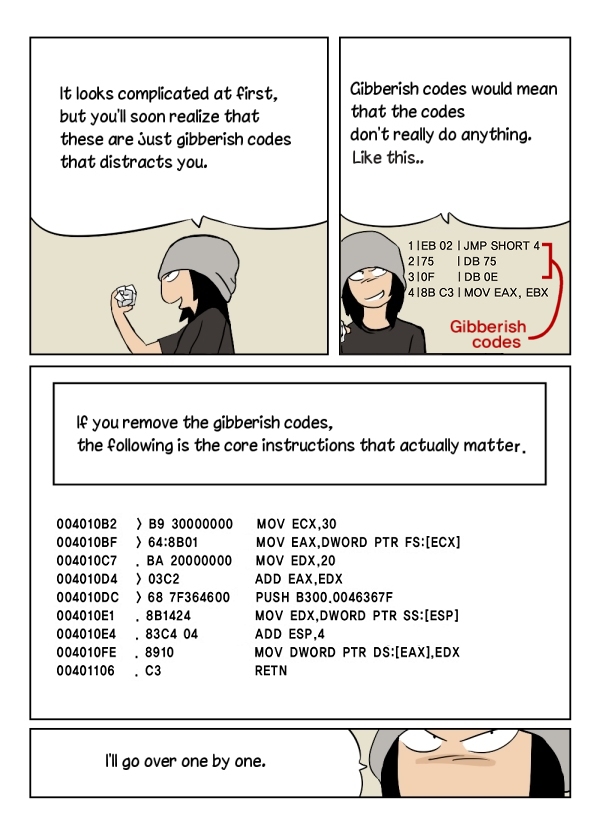 It looks complicated at first,
but you'll soon realize that
these are just gibberish codes
that distracts you.
Gibberish codes would mean
that the codes
don't really do anything.
Like this..
1|EB 02 | JMP SHORT 4
2|75 | DB 75
3|0F | DB 0E
4|8B C3 | MOV EAX, EBX
Gibberish
codes
If you remove the gibberish codes,
the following is the core instructions that actually matter.
004010B2 > B9 30000000 MOV ECX,30
004010BF > 64:8B01 MOV EAX,DWORD PTR FS:[ECX]
004010C7 . BA 20000000 MOV EDX,20
004010D4 > 03C2 ADD EAX,EDX
004010DC > 68 7F364600 PUSH B300.0046367F
004010E1 . 8B1424 MOV EDX,DWORD PTR SS:[ESP]
004010E4 . 83C4 04 ADD ESP,4
004010FE . 8910 MOV DWORD PTR DS:[EAX],EDX
00401106 . C3 RETN
I'll go over one by one.